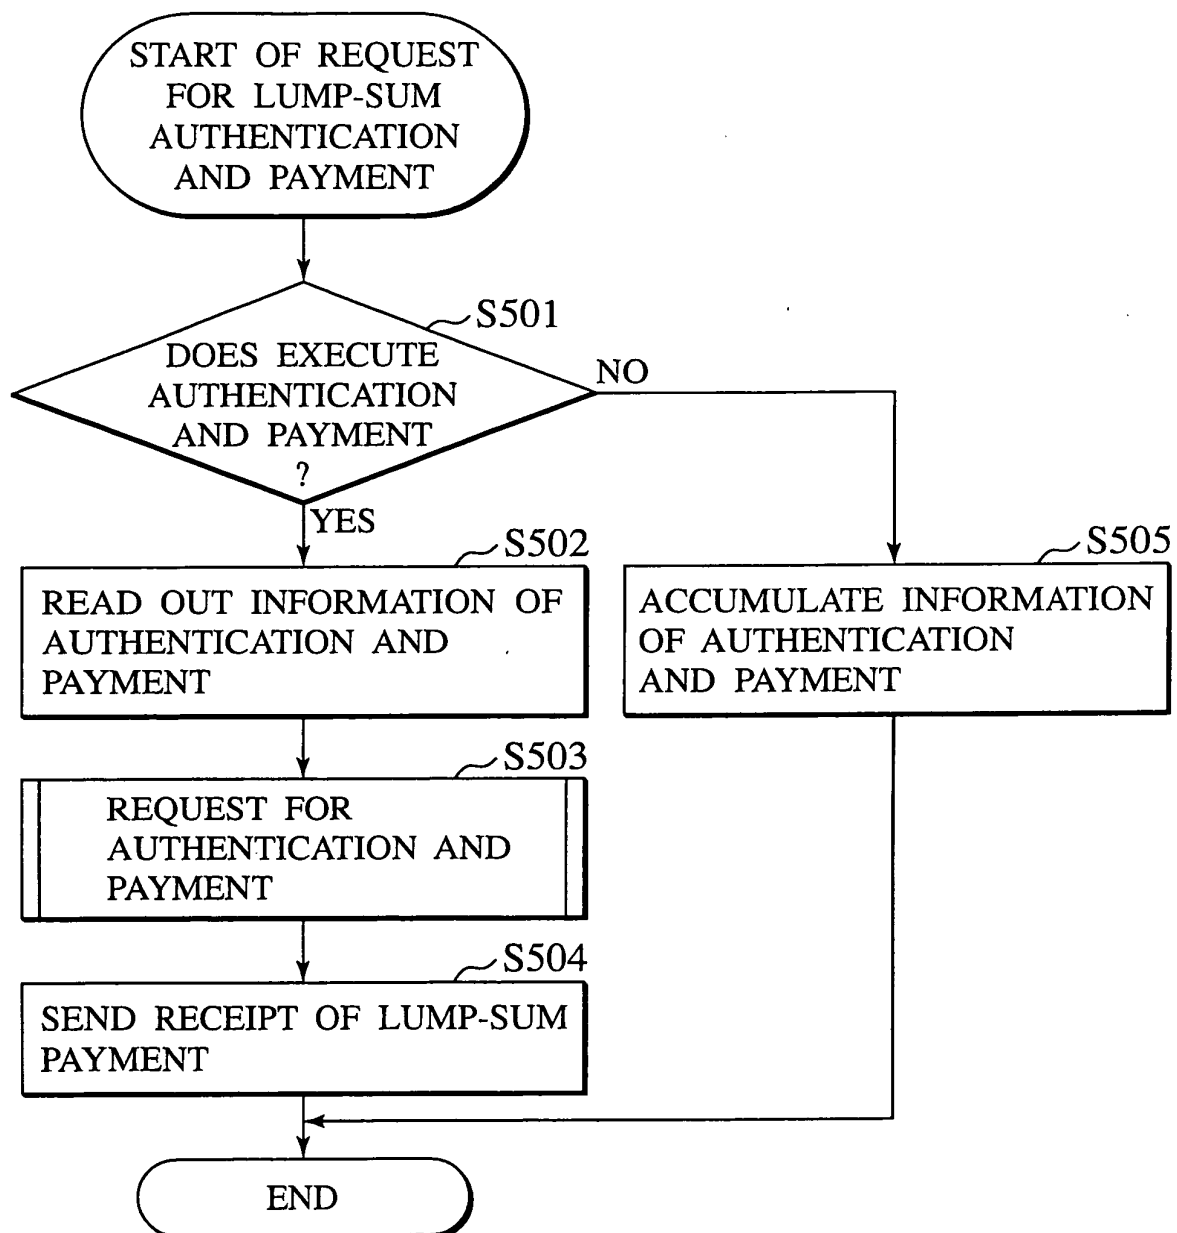 START OF REQUEST
FOR LUMP-SUM
AUTHENTICATION
AND PAYMENT
S501
DOES EXECUTE
AUTHENTICATION
AND PAYMENT
?
NO
YES
S502
READ OUT INFORMATION OF
AUTHENTICATION AND
PAYMENT
S505
ACCUMULATE INFORMATION
OF AUTHENTICATION
AND PAYMENT
S503
REQUEST FOR
AUTHENTICATION AND
PAYMENT
S504
SEND RECEIPT OF LUMP-SUM
PAYMENT
END